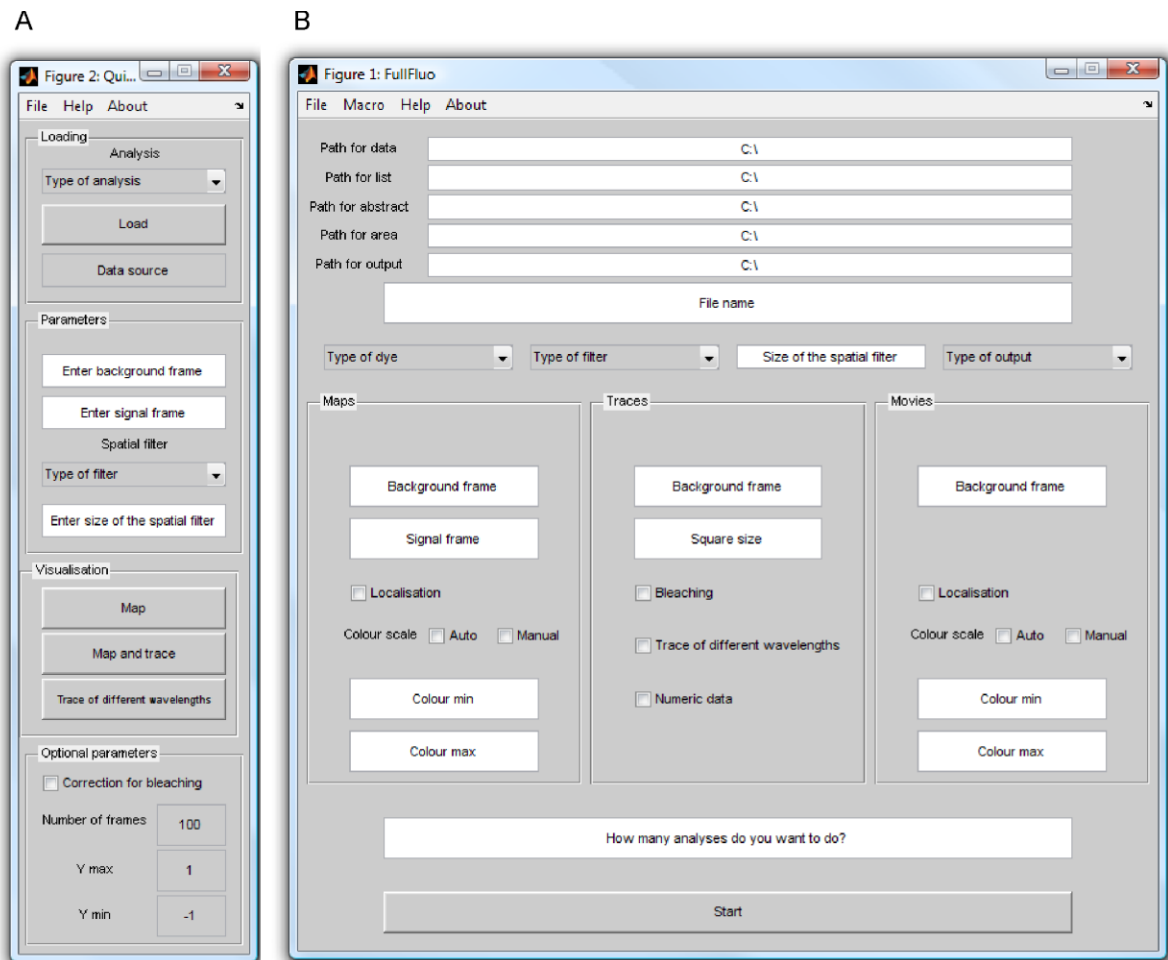 A
B
Figure 2: Qui...
File Help About
Loading
Analysis
Type of analysis
Load
Data source
Parameters
Enter background frame
Enter signal frame
Spatial filter
Type of filter
Enter size of the spatial filter
Visualisation
Map
Map and trace
Trace of different wavelengths
Optional parameters
Correction for bleaching
Number of frames 100
Y max 1
Y min -1
Figure 1: FullFluo
File Macro Help About
Path for data C:\
Path for list C:\
Path for abstract C:\
Path for area C:\
Path for output C:\
File name
Type of dye Type of filter Size of the spatial filter Type of output
Maps
Background frame
Signal frame
Localisation
Colour scale Auto Manual
Colour min
Colour max
Traces
Background frame
Square size
Bleaching
Trace of different wavelengths
Numeric data
Movies
Background frame
Localisation
Colour scale Auto Manual
Colour min
Colour max
How many analyses do you want to do?
Start